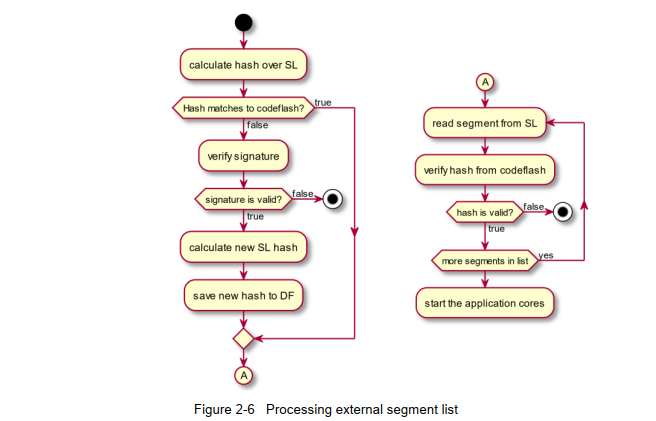 calculate hash over SL
Hash matches to codeflash?
true
false
verify signature
signature is valid?
false
true
calculate new SL hash
save new hash to DF
A
A
read segment from SL
verify hash from codeflash
hash is valid?
false
true
more segments in list
yes
start the application cores
Figure 2-6 Processing external segment list